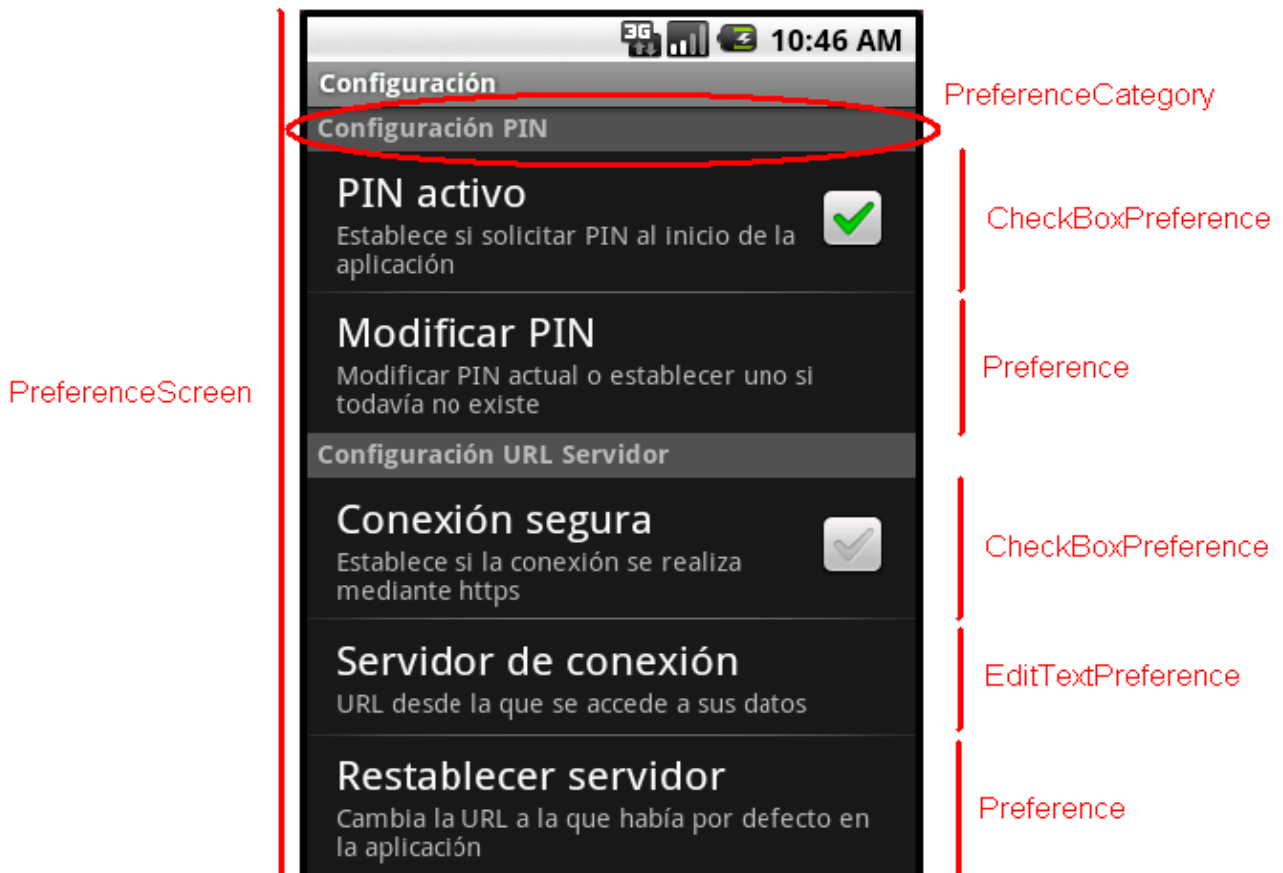 3G 10:46 AM
Configuración
PreferenceCategory
Configuración PIN
PIN activo
Establece si solicitar PIN al inicio de la
aplicación
CheckBoxPreference
Modificar PIN
Modificar PIN actual o establecer uno si
todavía no existe
Preference
PreferenceScreen
Configuración URL Servidor
Conexión segura
Establece si la conexión se realiza
mediante https
CheckBoxPreference
Servidor de conexión
URL desde la que se accede a sus datos
EditTextPreference
Restablecer servidor
Cambia la URL a la que había por defecto en
la aplicación
Preference